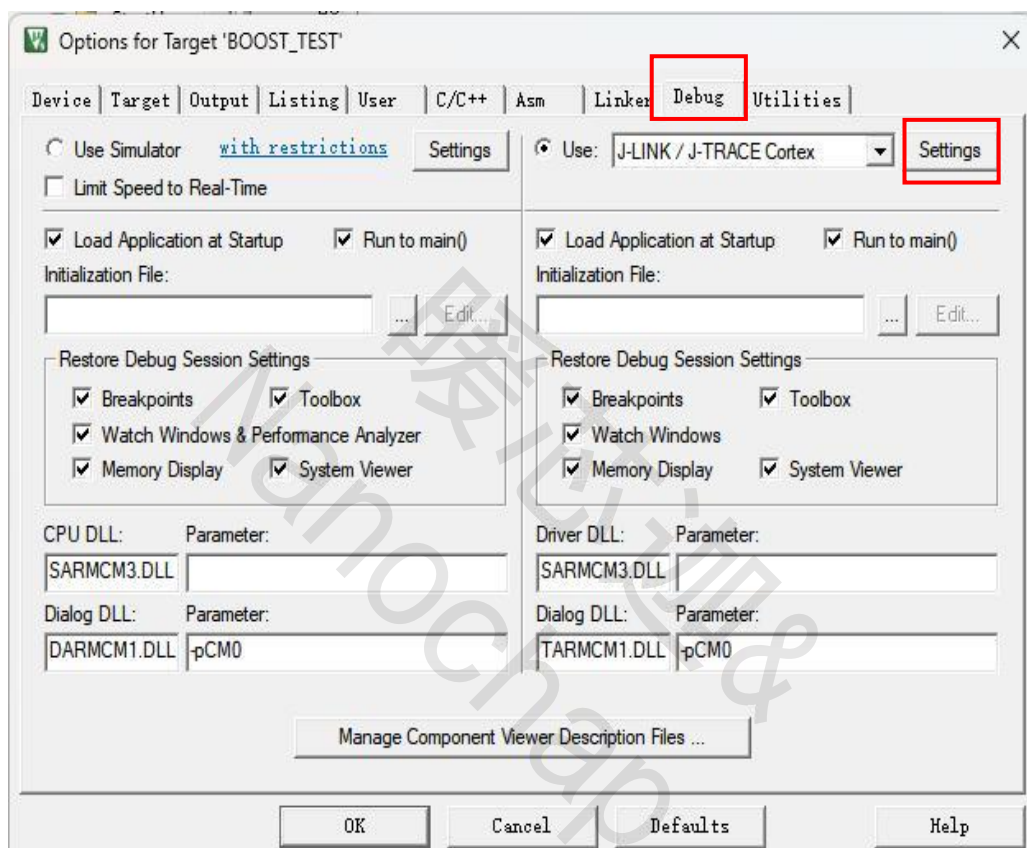 Options for Target 'BOOST_TEST'
Device Target Output Listing User C/C++ Asm Linker Debug Utilities
Use Simulator with restrictions Settings
Limit Speed to Real-Time
Use: J-LINK / J-TRACE Cortex Settings
Load Application at Startup Run to main()
Initialization File:
... Edit...
Load Application at Startup Run to main()
Initialization File:
... Edit...
Restore Debug Session Settings
Breakpoints Toolbox
Watch Windows & Performance Analyzer
Memory Display System Viewer
Restore Debug Session Settings
Breakpoints Toolbox
Watch Windows
Memory Display System Viewer
CPU DLL: Parameter:
SARMCM3.DLL
Dialog DLL: Parameter:
DARMCM1.DLL -pCM0
Driver DLL: Parameter:
SARMCM3.DLL
Dialog DLL: Parameter:
TARMCM1.DLL -pCM0
Manage Component Viewer Description Files ...
OK Cancel Defaults Help
暖芯迦&
Nanochap